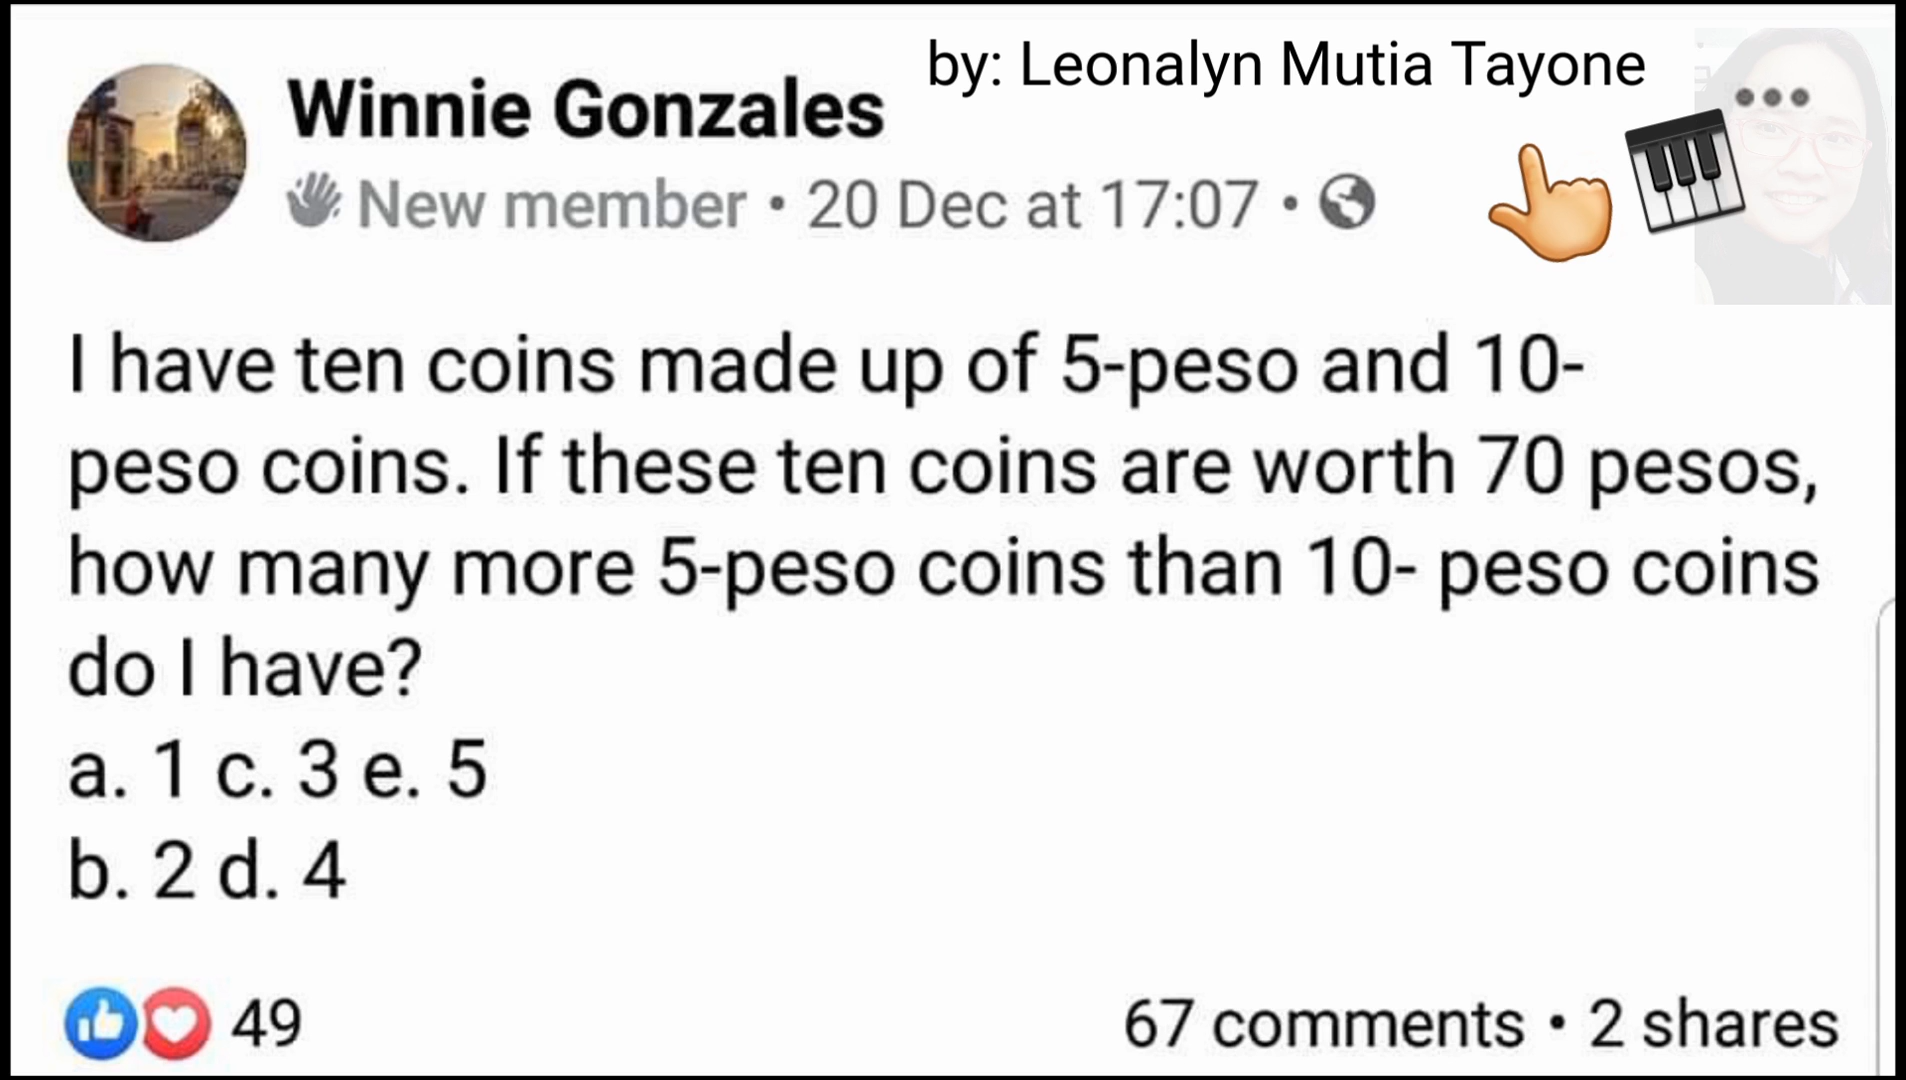 by: Leonalyn Mutia Tayone
Winnie Gonzales
New member • 20 Dec at 17:07 •
I have ten coins made up of 5-peso and 10-
peso coins. If these ten coins are worth 70 pesos,
how many more 5-peso coins than 10- peso coins
do I have?
a. 1 c. 3 e. 5
b. 2 d. 4
49
67 comments • 2 shares